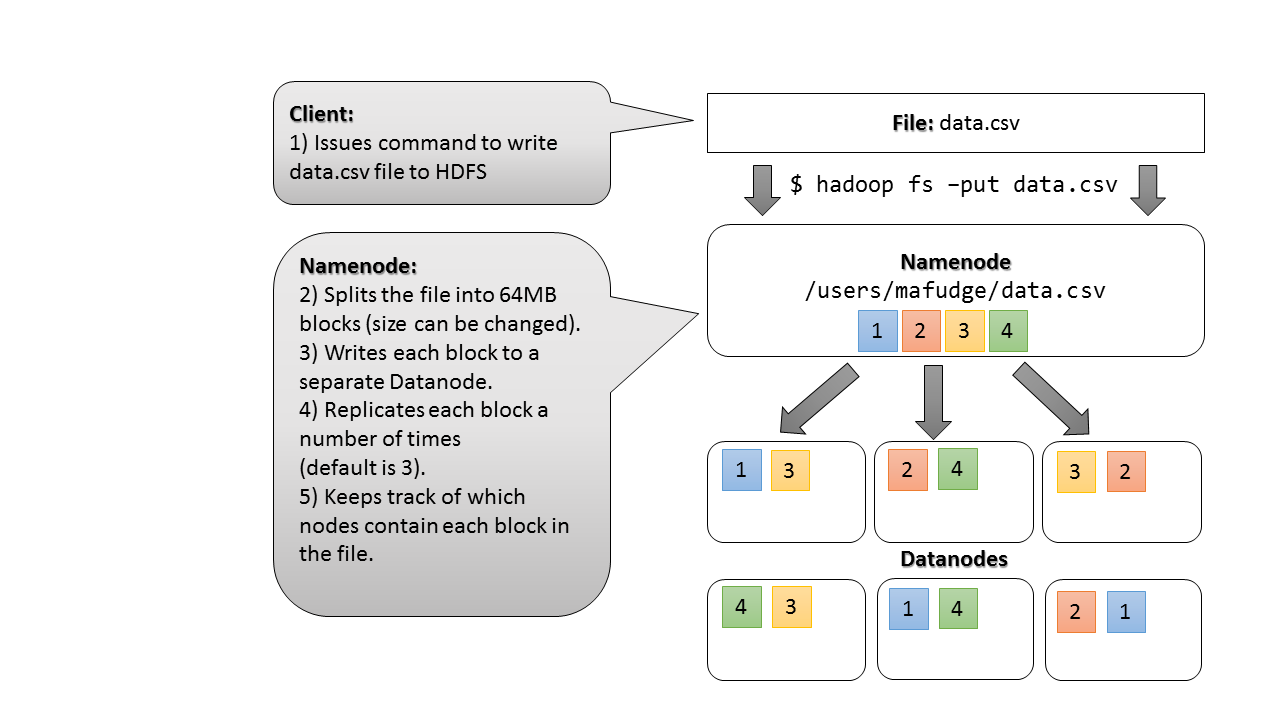 Client:
1) Issues command to write
data.csv file to HDFS
File: data.csv
$ hadoop fs –put data.csv
Namenode:
2) Splits the file into 64MB
blocks (size can be changed).
3) Writes each block to a
separate Datanode.
4) Replicates each block a
number of times
(default is 3).
5) Keeps track of which
nodes contain each block in
the file.
Namenode
/users/mafudge/data.csv
1 2 3 4
1 3 2 4 3 2
Datanodes
4 3 1 4 2 1